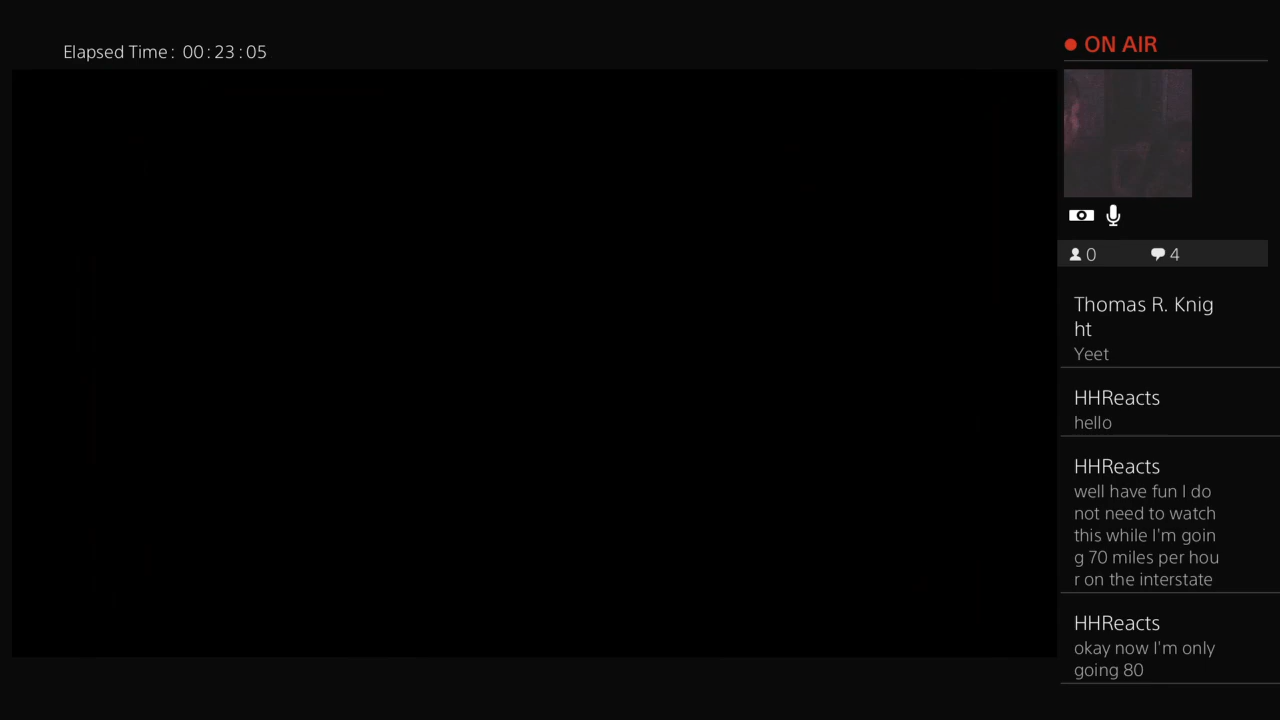 Elapsed Time: 00:23:05
ON AIR
0 4
Thomas R. Knig
ht
Yeet
HHReacts
hello
HHReacts
well have fun I do
not need to watch
this while I'm goin
g 70 miles per hou
r on the interstate
HHReacts
okay now I'm only
going 80